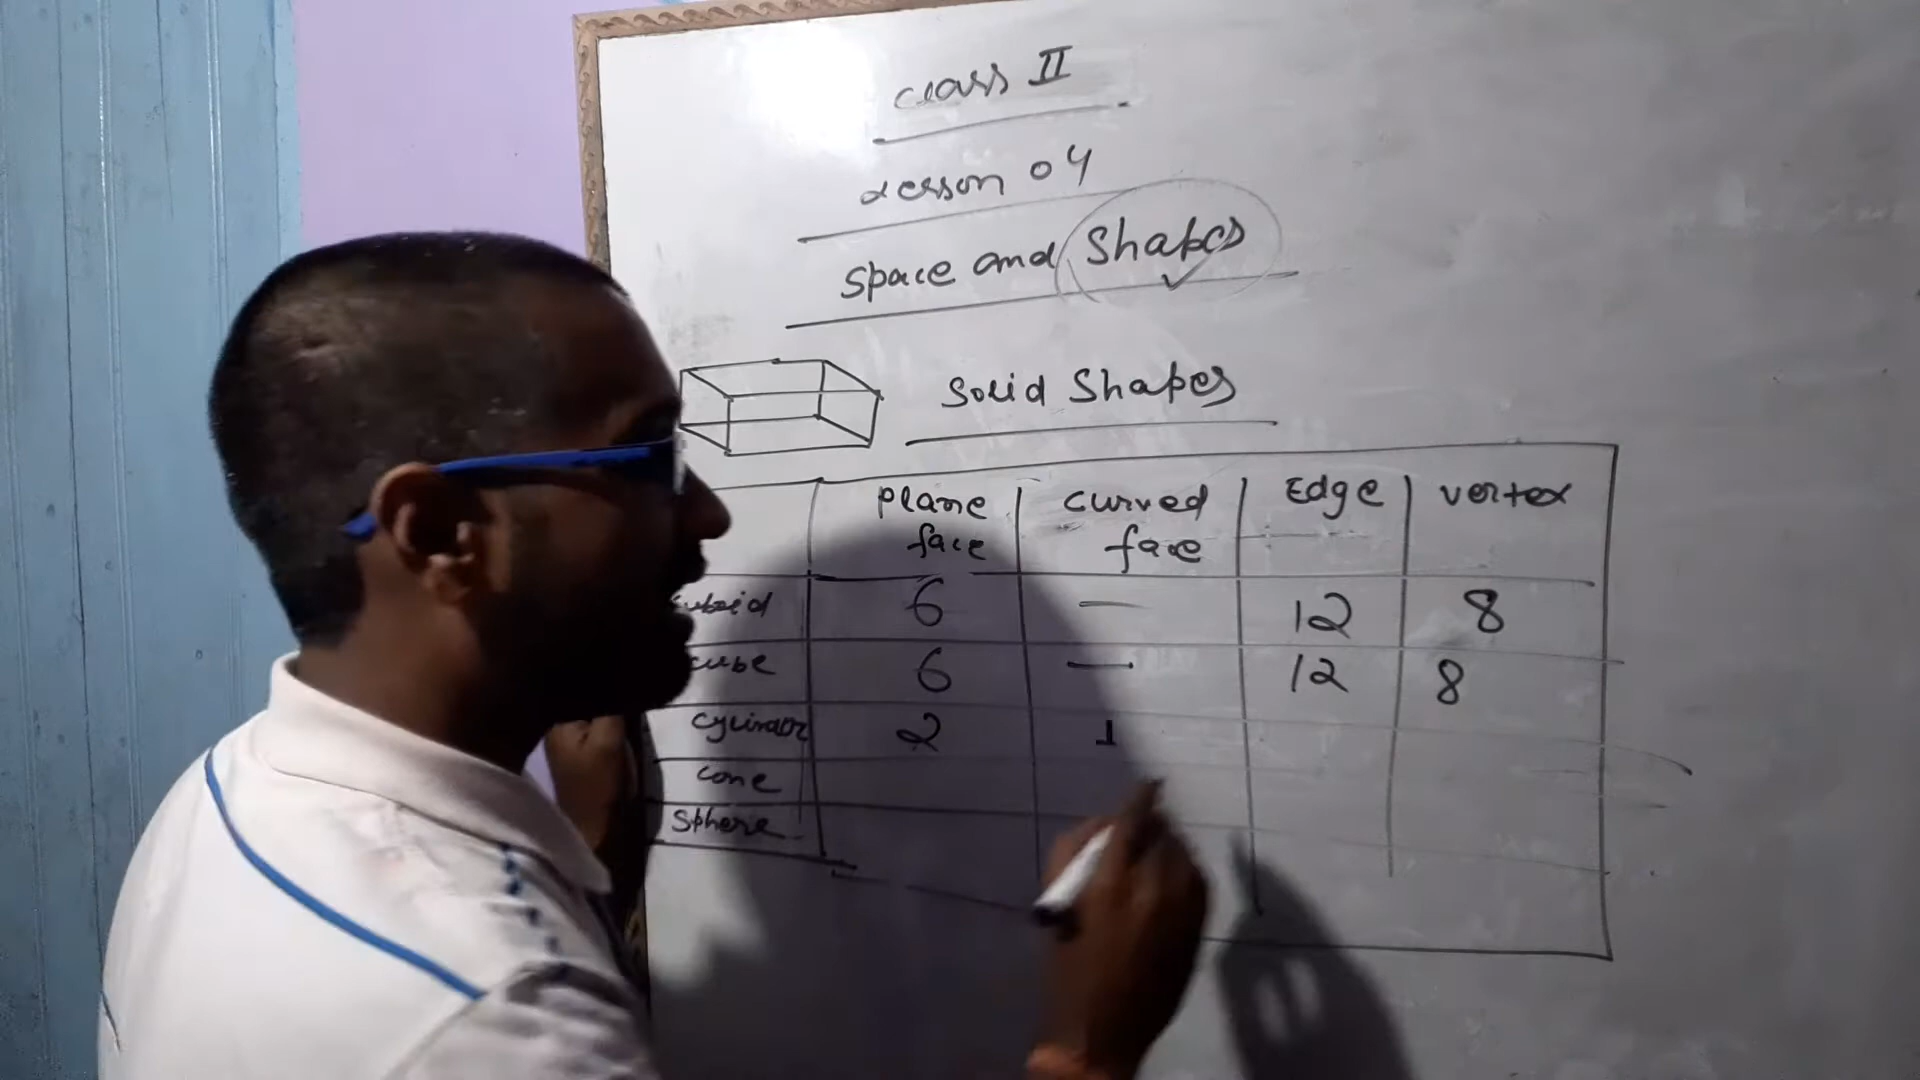 Class II
Lesson 04
Space and Shapes
Solid Shapes
Plane face Curved face Edge Vertex
cuboid 6 — 12 8
cube 6 — 12 8
cylinder 2 1
cone
Sphere